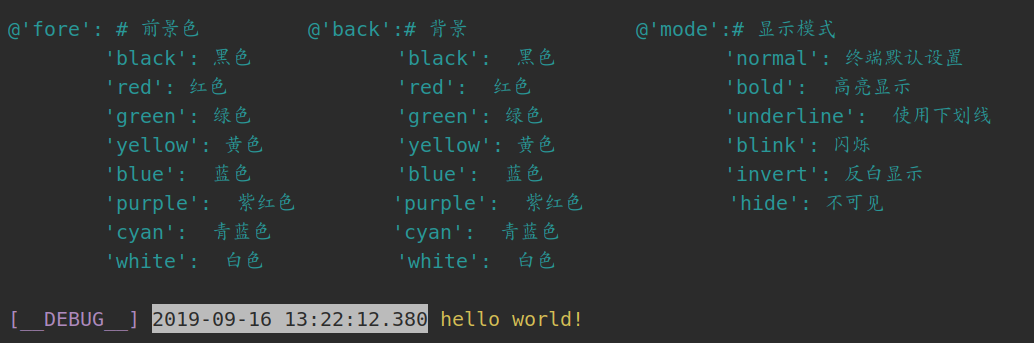 @'fore': # 前景色 @'back':# 背景 @'mode':# 显示模式
'black': 黑色 'black': 黑色 'normal': 终端默认设置
'red': 红色 'red': 红色 'bold': 高亮显示
'green': 绿色 'green': 绿色 'underline': 使用下划线
'yellow': 黄色 'yellow': 黄色 'blink': 闪烁
'blue': 蓝色 'blue': 蓝色 'invert': 反白显示
'purple': 紫红色 'purple': 紫红色 'hide': 不可见
'cyan': 青蓝色 'cyan': 青蓝色
'white': 白色 'white': 白色
[__DEBUG__] 2019-09-16 13:22:12.380 hello world!